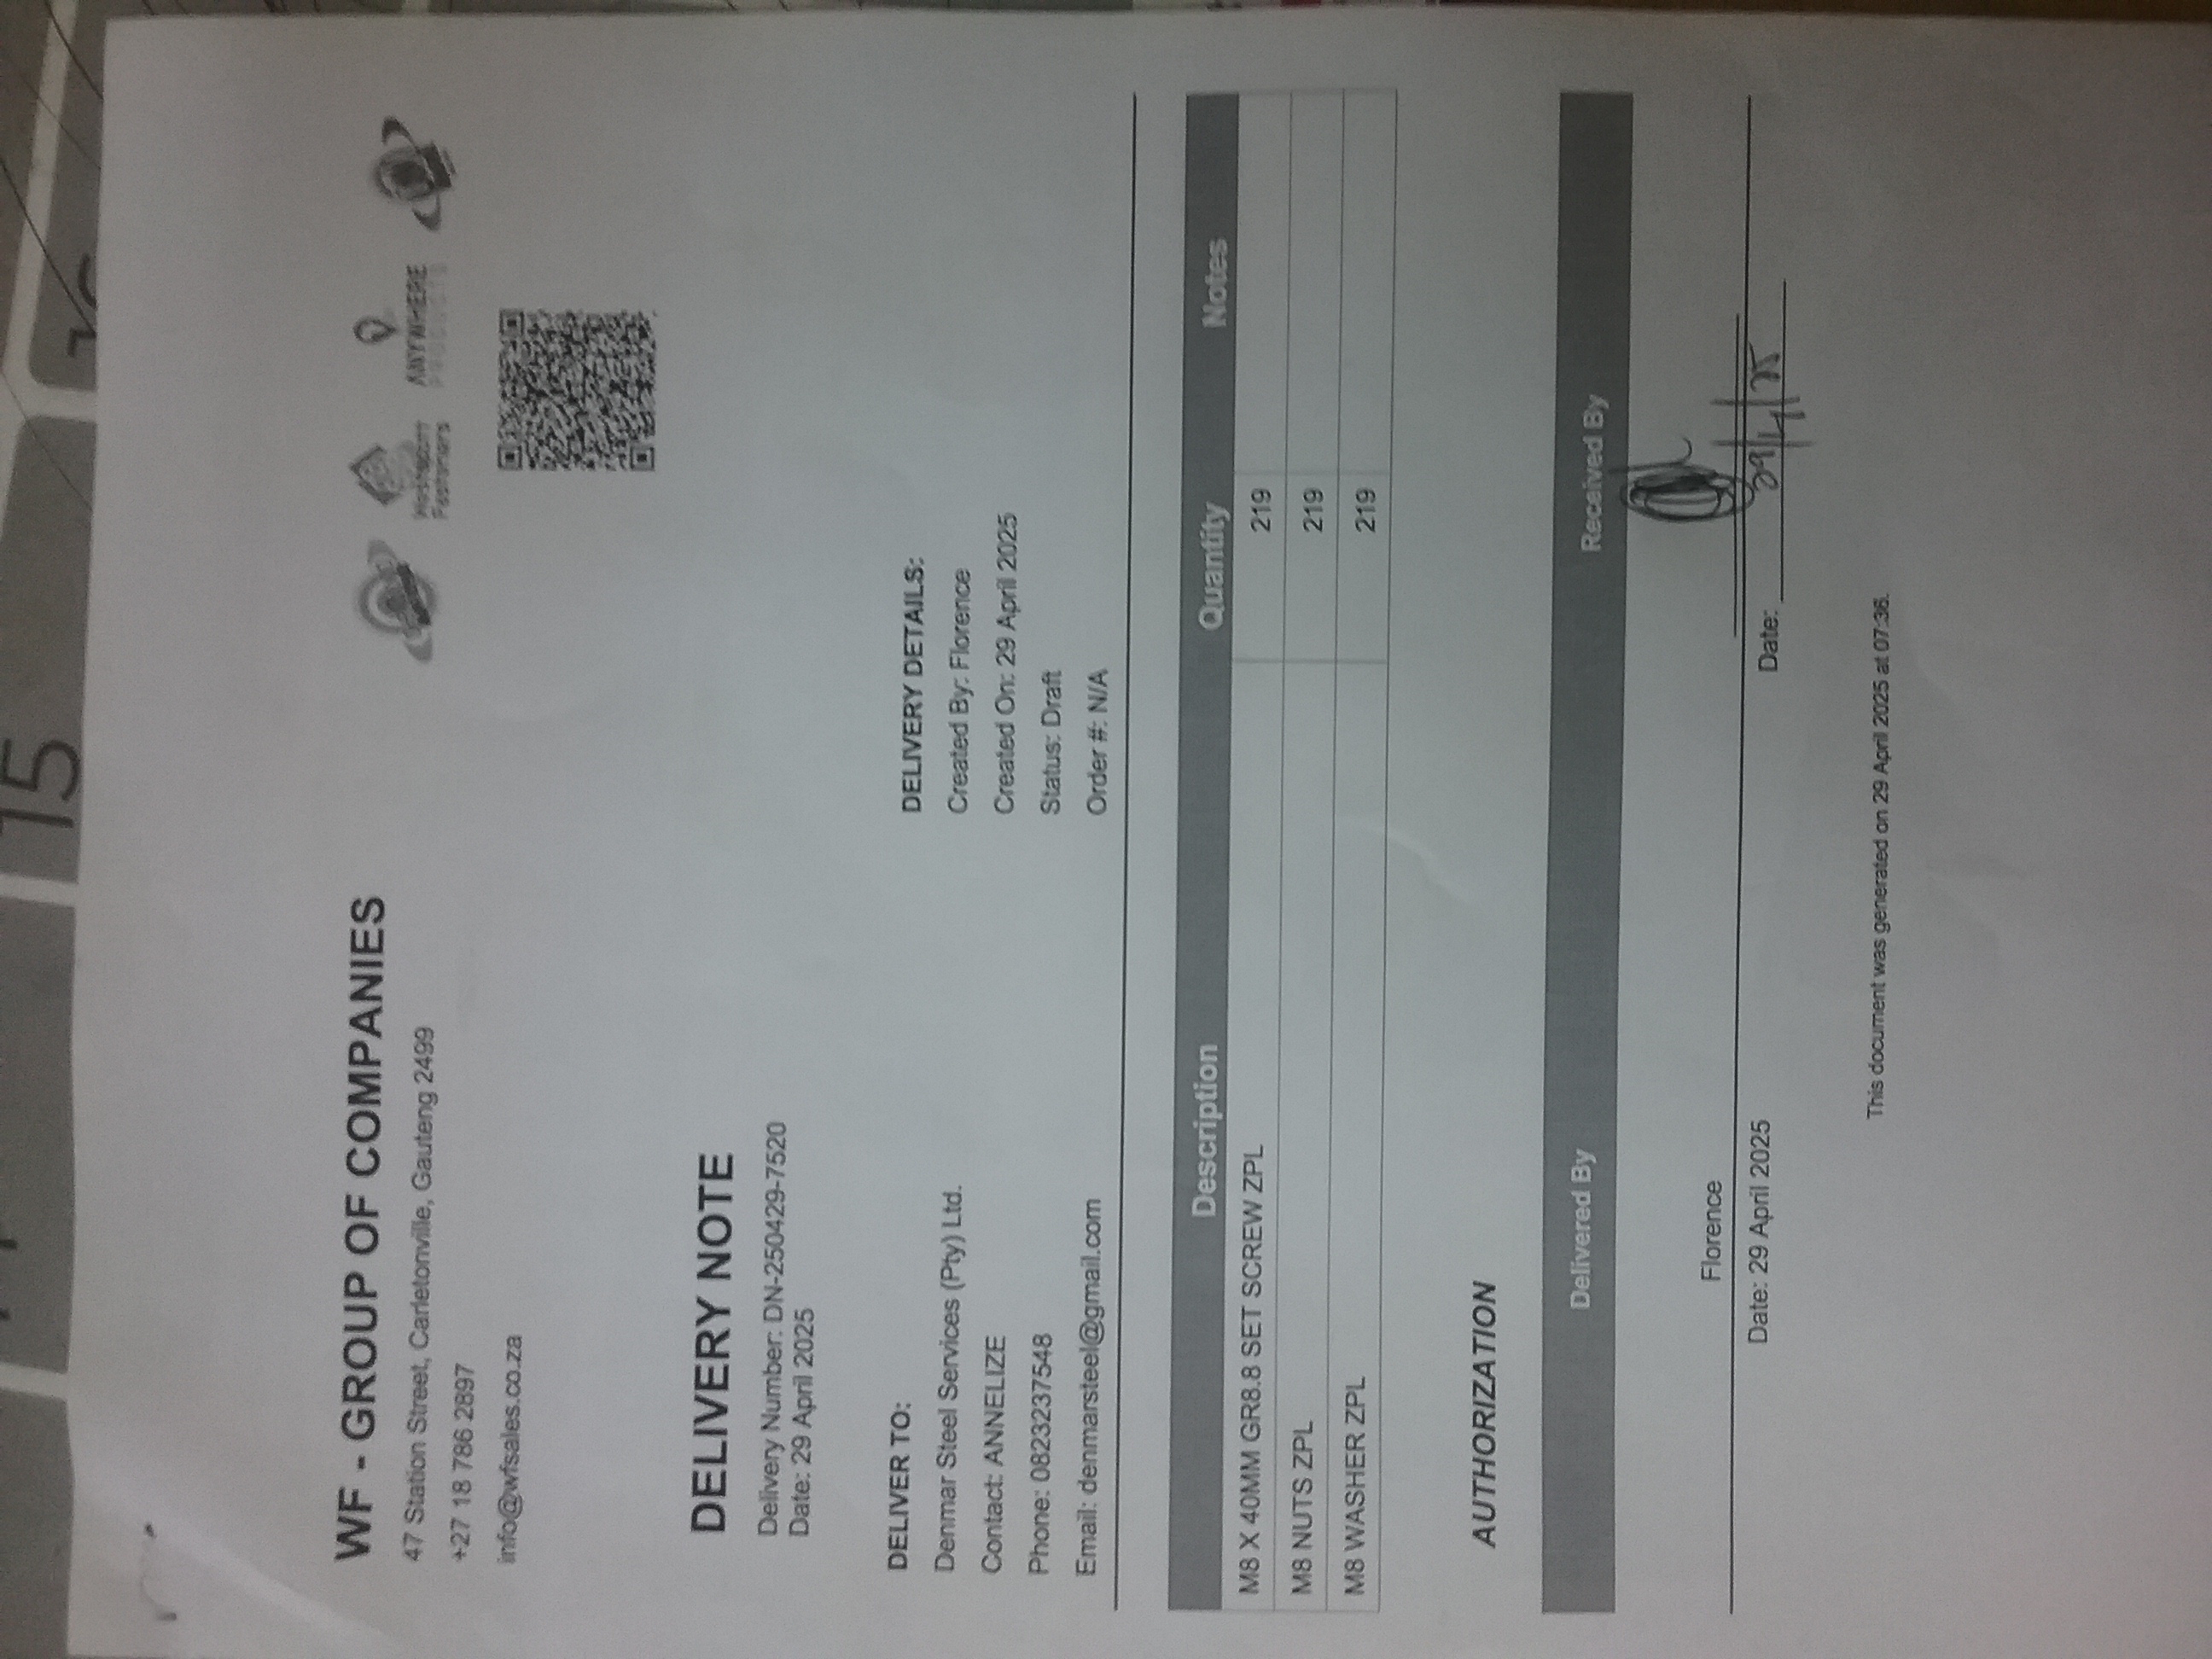 15
WF - GROUP OF COMPANIES
47 Station Street, Carletonville, Gauteng 2499
+27 18 786 2897
info@wfsales.co.za
Fasteners
ANYWHERE
PRODUCTS
DELIVERY NOTE
Delivery Number: DN-250429-7520
Date: 29 April 2025
DELIVER TO:
Denmar Steel Services (Pty) Ltd.
Contact: ANNELIZE
Phone: 0823237548
Email: denmarsteel@gmail.com
DELIVERY DETAILS:
Created By: Florence
Created On: 29 April 2025
Status: Draft
Order #: N/A
Description Quantity Notes
M8 X 40MM GR8.8 SET SCREW ZPL 219
M8 NUTS ZPL 219
M8 WASHER ZPL 219
AUTHORIZATION
Delivered By Received By
Florence
Date: 29 April 2025
Date: 29/4/25
This document was generated on 29 April 2025 at 07:36.